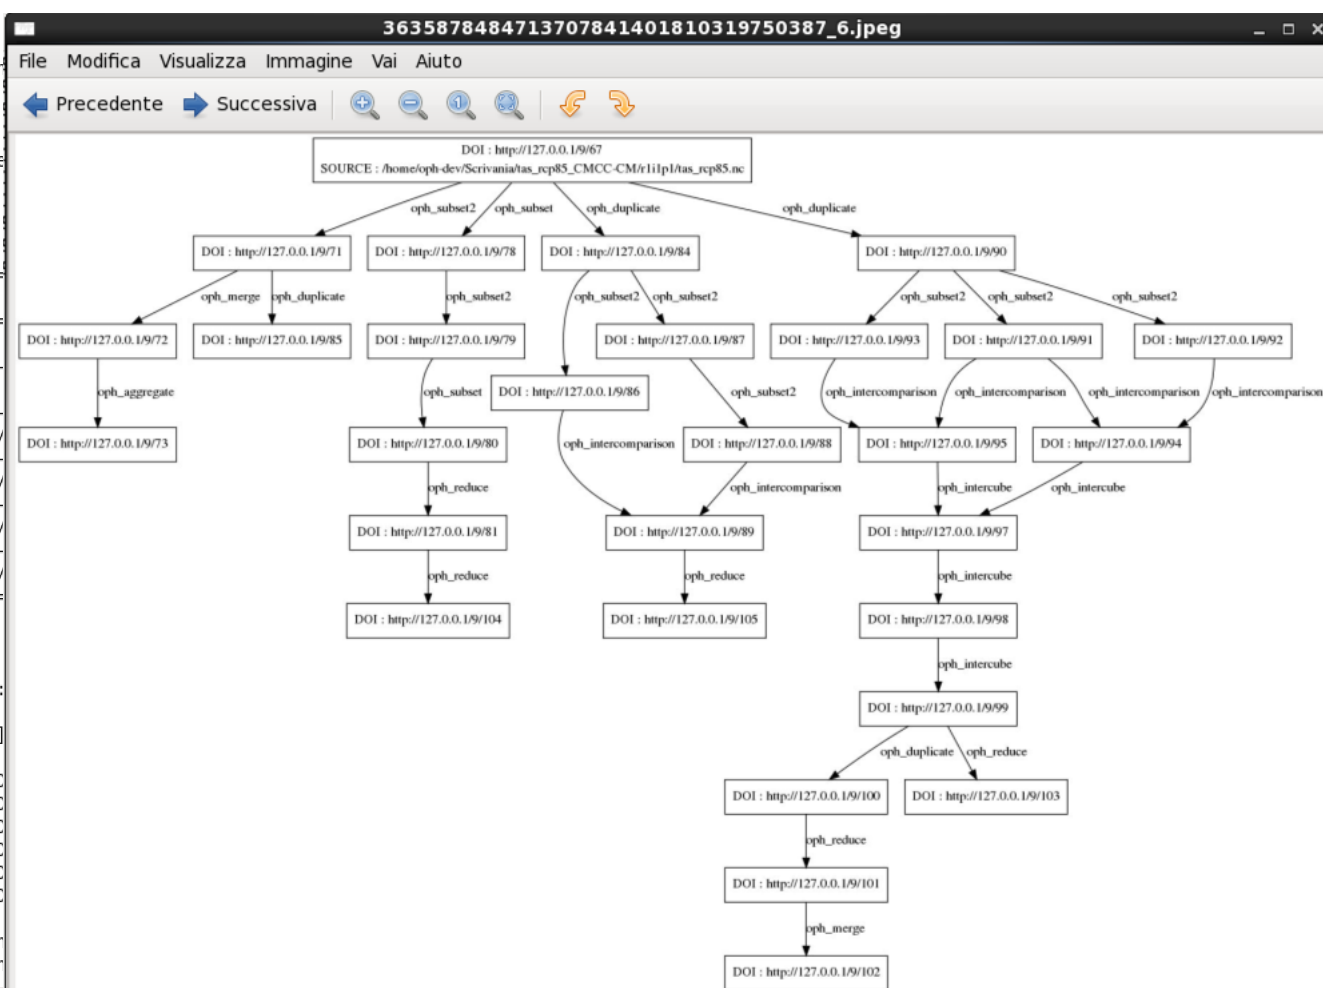 363587848471370784140181031​9750387_6.jpeg
File Modifica Visualizza Immagine Vai Aiuto
Precedente Successiva
DOI : http://127.0.0.1/9/67
SOURCE : /home/oph-dev/Scrivania/tas_rcp85_CMCC-CM/r1i1p1/tas_rcp85.nc
oph_subset2 oph_subset oph_duplicate oph_duplicate
DOI : http://127.0.0.1/9/71 DOI : http://127.0.0.1/9/78 DOI : http://127.0.0.1/9/84 DOI : http://127.0.0.1/9/90
oph_merge oph_duplicate oph_subset2 oph_subset2 oph_subset2 oph_subset2 oph_subset2 oph_subset2
DOI : http://127.0.0.1/9/72 DOI : http://127.0.0.1/9/85 DOI : http://127.0.0.1/9/79 DOI : http://127.0.0.1/9/87 DOI : http://127.0.0.1/9/93 DOI : http://127.0.0.1/9/91 DOI : http://127.0.0.1/9/92
oph_aggregate oph_subset DOI : http://127.0.0.1/9/86 oph_subset2 oph_intercomparison oph_intercomparison oph_intercomparison oph_intercomparison
DOI : http://127.0.0.1/9/73 DOI : http://127.0.0.1/9/80 oph_intercomparison DOI : http://127.0.0.1/9/88 DOI : http://127.0.0.1/9/95 DOI : http://127.0.0.1/9/94
oph_reduce oph_intercomparison oph_intercube oph_intercube
DOI : http://127.0.0.1/9/81 DOI : http://127.0.0.1/9/89 DOI : http://127.0.0.1/9/97
oph_reduce oph_reduce oph_intercube
DOI : http://127.0.0.1/9/104 DOI : http://127.0.0.1/9/105 DOI : http://127.0.0.1/9/98
oph_intercube
DOI : http://127.0.0.1/9/99
oph_duplicate oph_reduce
DOI : http://127.0.0.1/9/100 DOI : http://127.0.0.1/9/103
oph_reduce
DOI : http://127.0.0.1/9/101
oph_merge
DOI : http://127.0.0.1/9/102